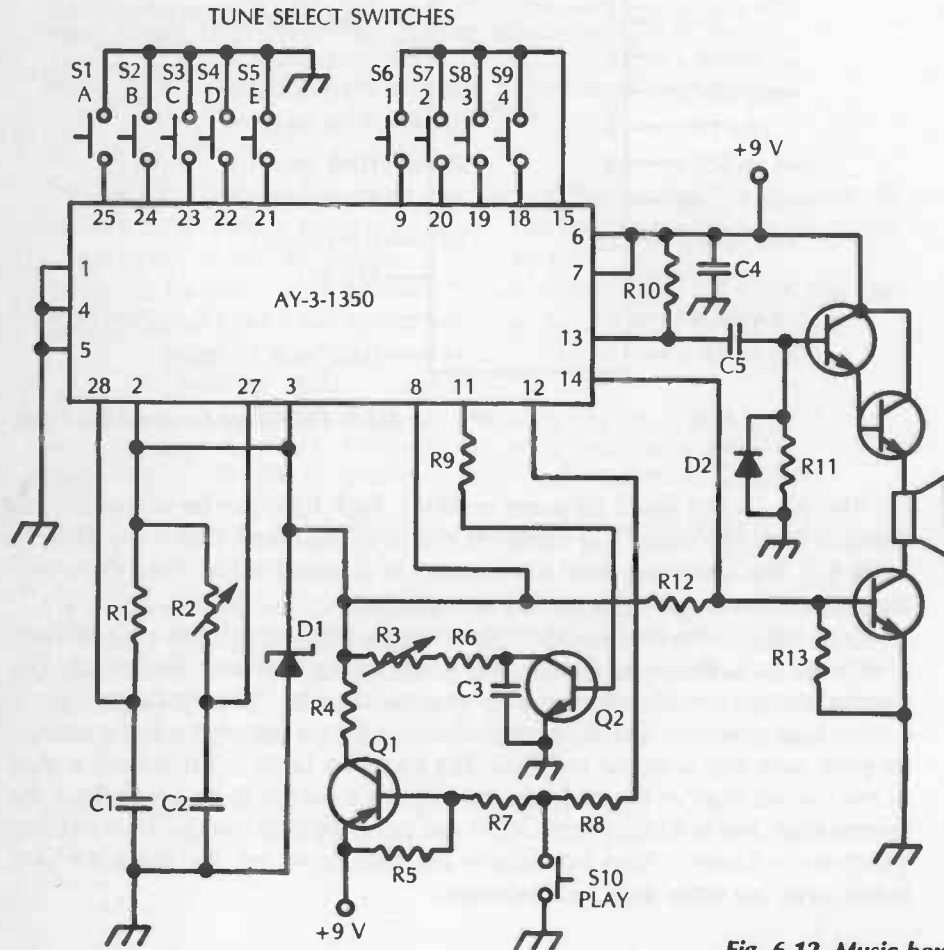 TUNE SELECT SWITCHES
S1 S2 S3 S4 S5 S6 S7 S8 S9
A B C D E 1 2 3 4
+9 V
25 24 23 22 21 9 20 19 18 15
6
1 C4
7
R10
4 AY-3-1350
5 13
C5
14
28 2 27 3 8 11 12
R9 D2 R11
R1 R2 D1 R12
R3 R6
R13
C3
R4
Q2
Q1
C1 C2 R7 R8
R5 S10
PLAY
+9 V
Fig. 6-12. Music box